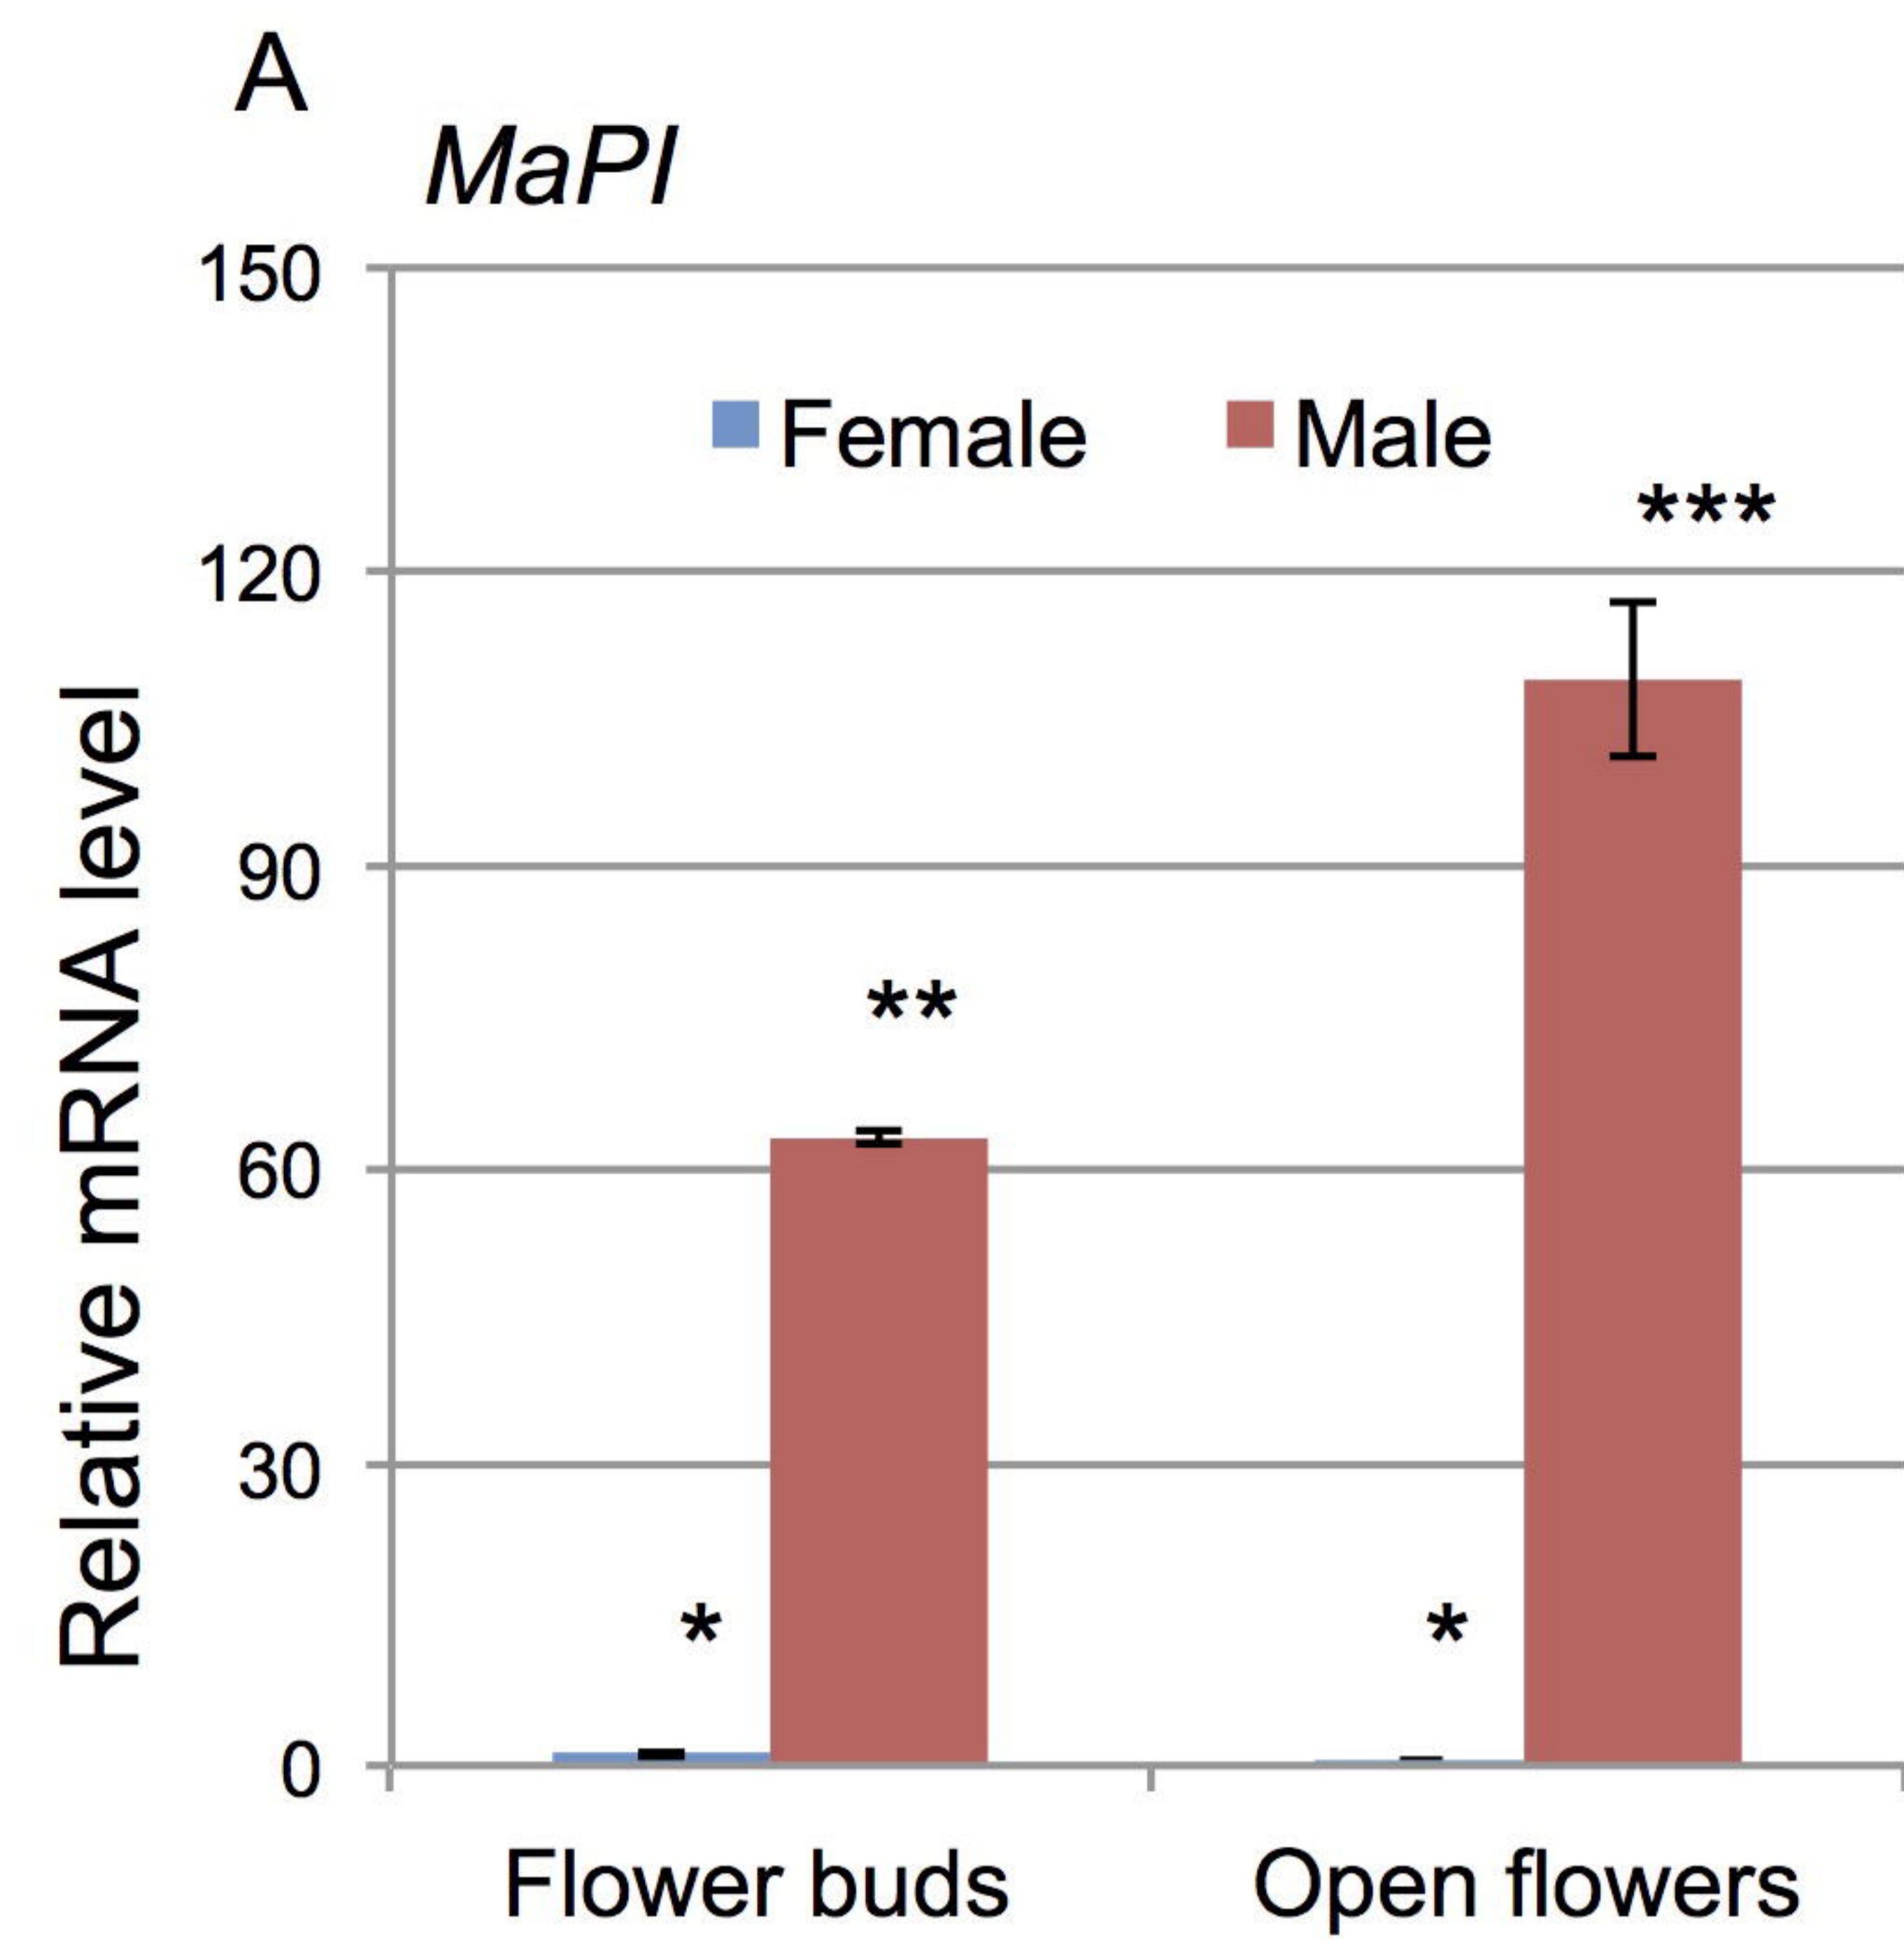 A
MaPI
150
Female Male
***
120
90
**
60
30
* *
0
Relative mRNA level
Flower buds Open flowers